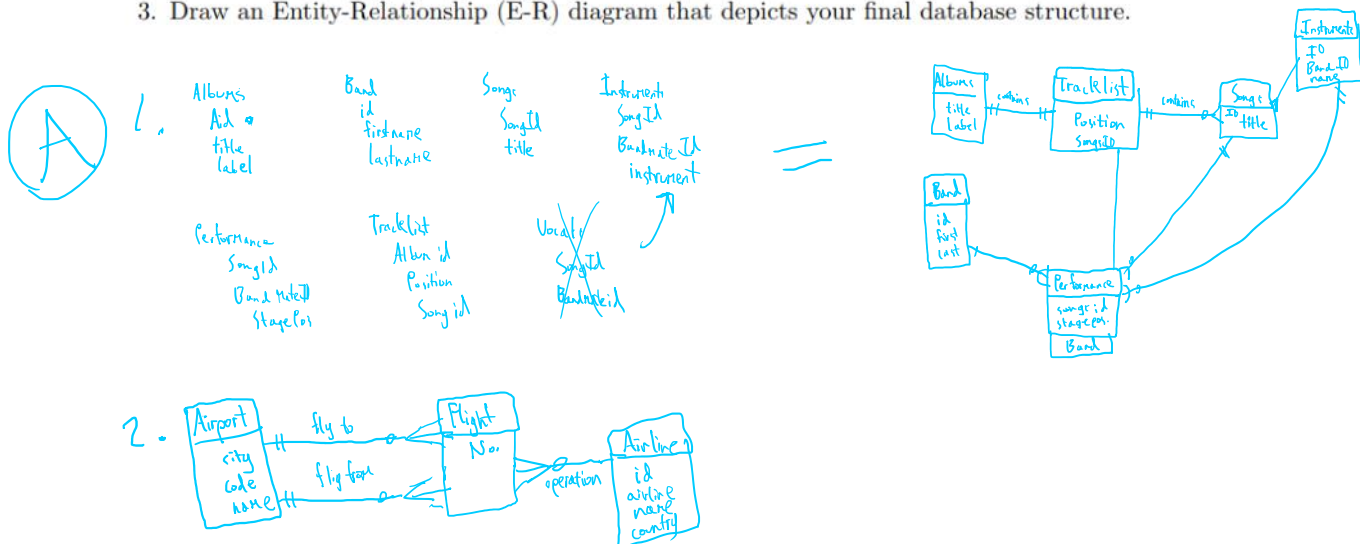 3. Draw an Entity-Relationship (E-R) diagram that depicts your final database structure.
A
1.
Albums
Aid
title
label
Band
id
firstname
lastname
Songs
SongId
title
Instruments
SongId
BandmateId
instrument
Performance
SongId
BandMateID
StagePos
Tracklist
Album id
Position
Song id
Vocals
SongId
Bandmateid
=
Albums
title
label
contains
Tracklist
Position
SongsID
contains
Songs
ID
title
Instruments
ID
Band ID
name
Band
id
first
last
Performance
songs id
stagepos.
Band
2.
Airport
city
code
name
fly to
fly from
Flight
No.
operation
Airline
id
airline
name
country